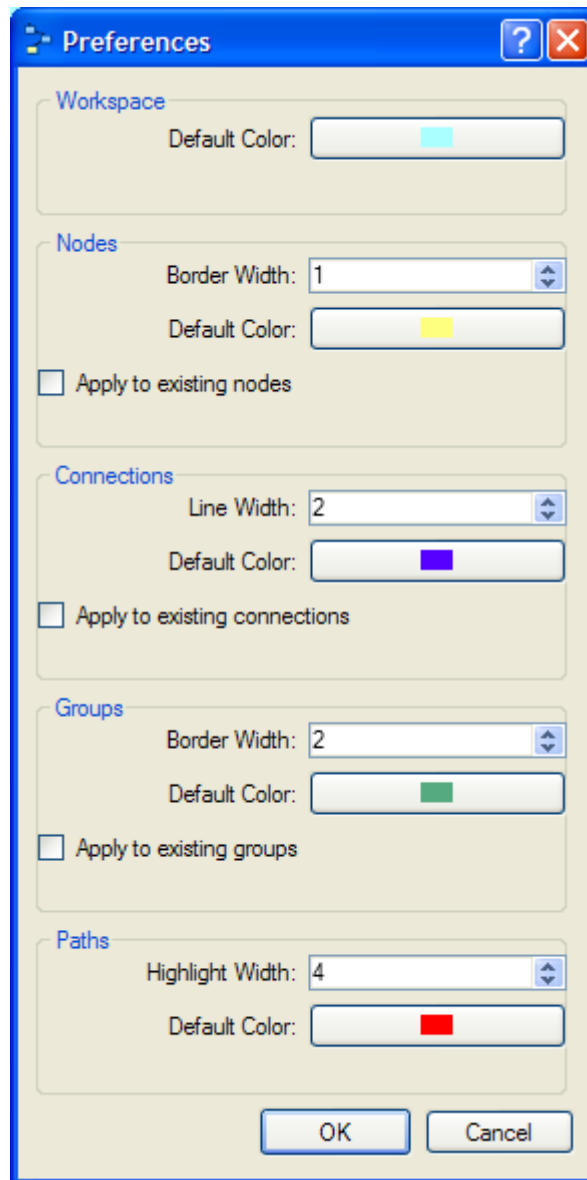 Preferences
Workspace
Default Color:
Nodes
Border Width: 1
Default Color:
Apply to existing nodes
Connections
Line Width: 2
Default Color:
Apply to existing connections
Groups
Border Width: 2
Default Color:
Apply to existing groups
Paths
Highlight Width: 4
Default Color:
OK Cancel